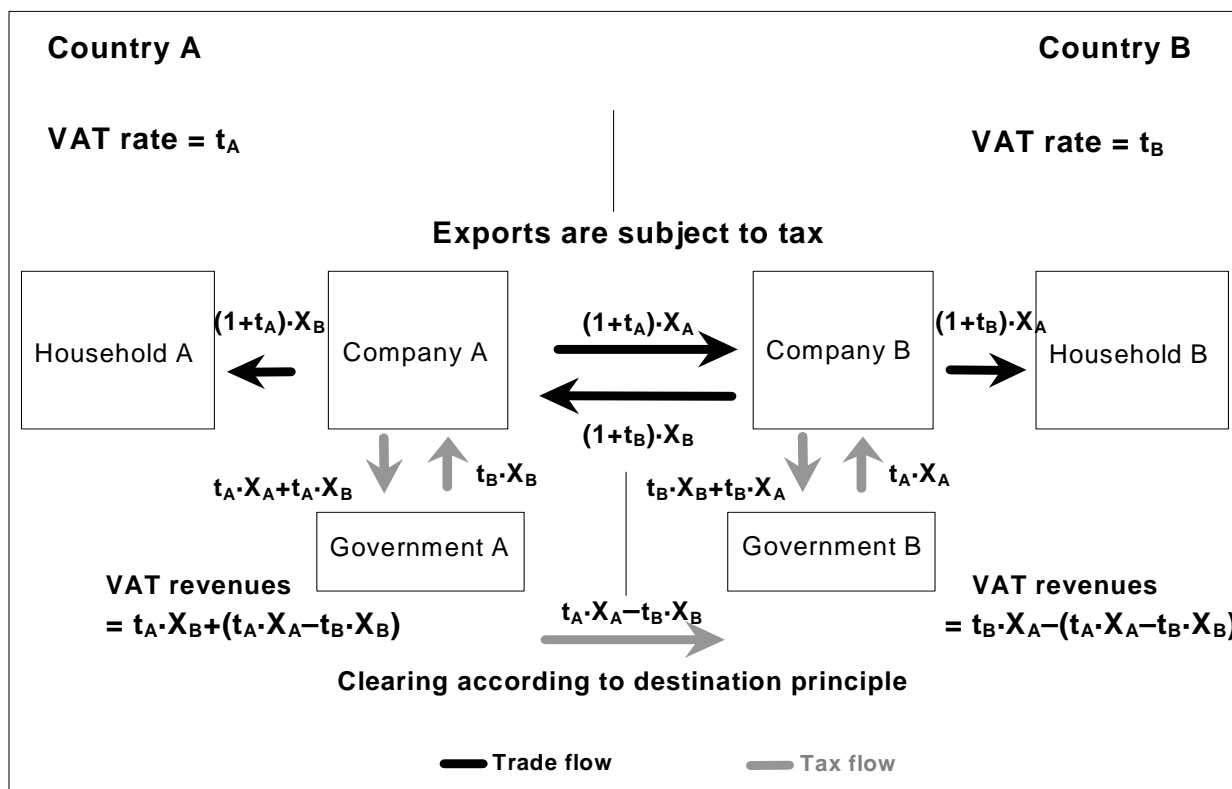 Country A
Country B
VAT rate = tA
VAT rate = tB
Exports are subject to tax
(1+tA)·XB
(1+tA)·XA
(1+tB)·XA
Household A
Company A
Company B
Household B
(1+tB)·XB
tA·XA+tA·XB
tB·XB
tB·XB+tB·XA
tA·XA
Government A
Government B
VAT revenues
= tA·XB+(tA·XA–tB·XB)
tA·XA–tB·XB
VAT revenues
= tB·XA–(tA·XA–tB·XB)
Clearing according to destination principle
Trade flow
Tax flow